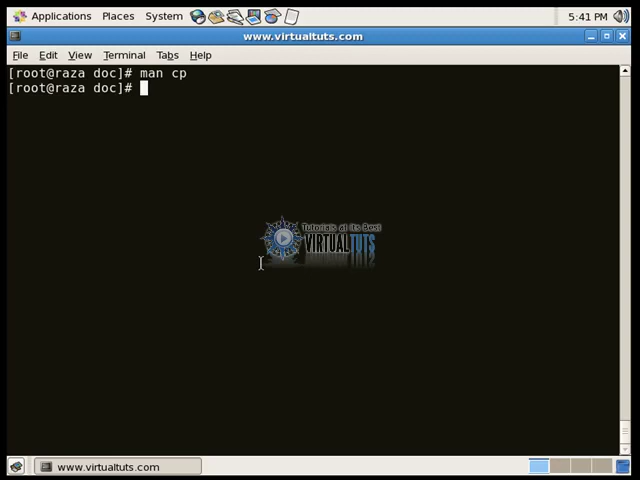 Applications Places System 5:41 PM
www.virtualtuts.com
File Edit View Terminal Tabs Help
[root@raza doc]# man cp
[root@raza doc]#
Tutorials at its Best
VIRTUALTUTS
www.virtualtuts.com